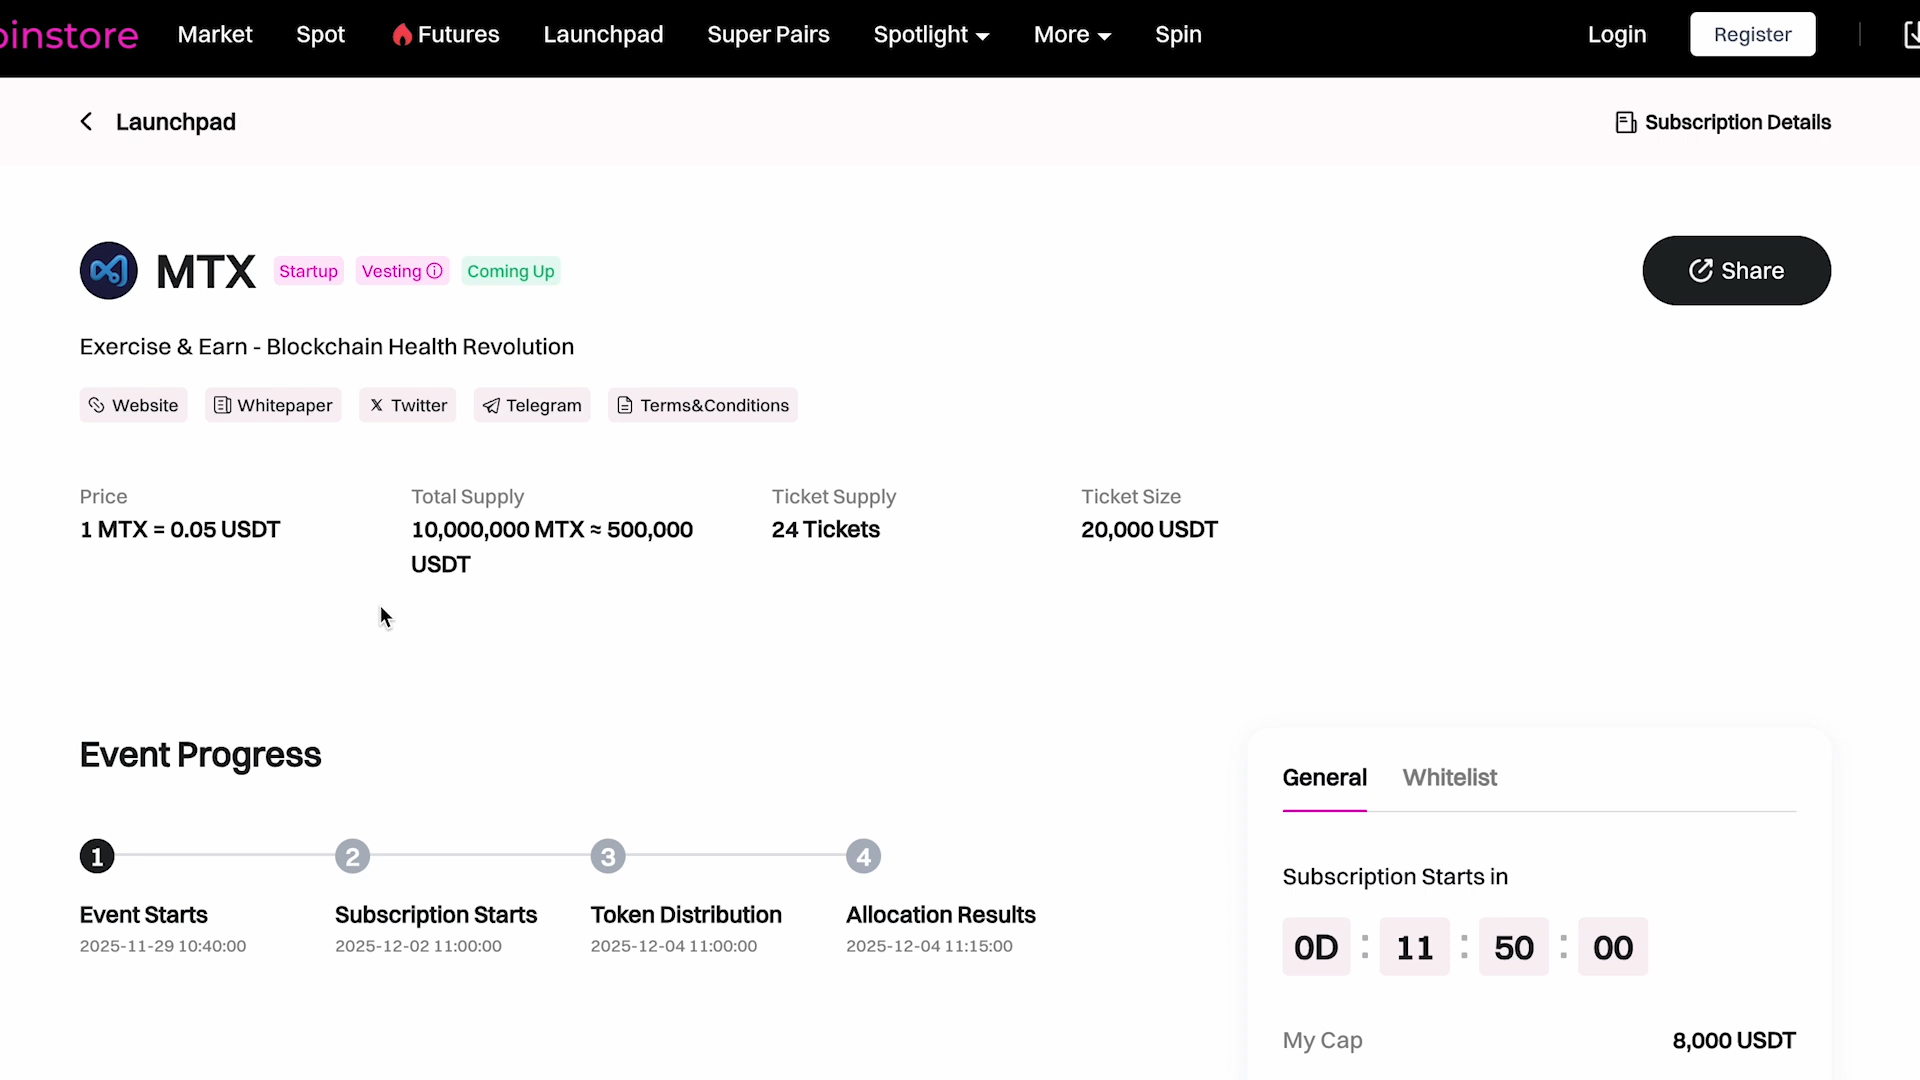 oinstore Market Spot Futures Launchpad Super Pairs Spotlight More Spin Login Register
Launchpad
Subscription Details
MTX Startup Vesting Coming Up
Share
Exercise & Earn - Blockchain Health Revolution
Website Whitepaper Twitter Telegram Terms&Conditions
Price
1 MTX = 0.05 USDT
Total Supply
10,000,000 MTX ≈ 500,000
USDT
Ticket Supply
24 Tickets
Ticket Size
20,000 USDT
Event Progress
1 2 3 4
Event Starts
2025-11-29 10:40:00
Subscription Starts
2025-12-02 11:00:00
Token Distribution
2025-12-04 11:00:00
Allocation Results
2025-12-04 11:15:00
General Whitelist
Subscription Starts in
0D : 11 : 50 : 00
My Cap 8,000 USDT